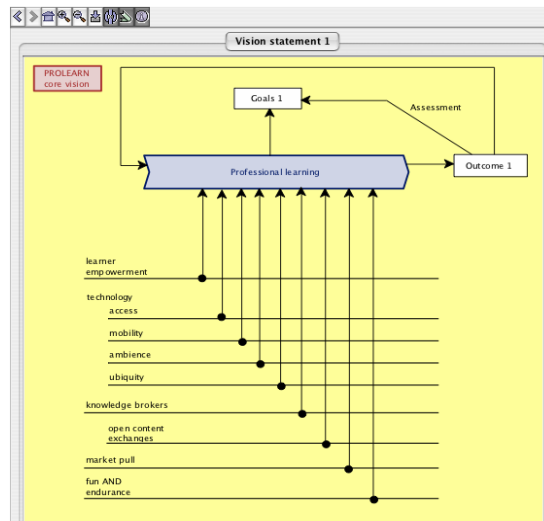 Vision statement 1
PROLEARN
core vision
Goals 1
Assessment
Professional learning
Outcome 1
learner
empowerment
technology
access
mobility
ambience
ubiquity
knowledge brokers
open content
exchanges
market pull
fun AND
endurance